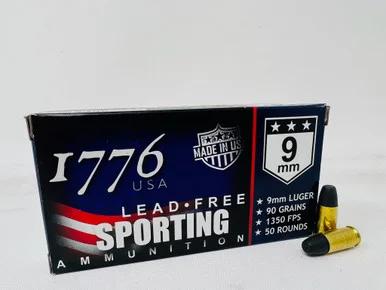 1776
USA
MADE IN US
9
mm
LEAD•FREE
SPORTING
AMMUNITION
★ 9mm LUGER
★ 90 GRAINS
★ 1350 FPS
★ 50 ROUNDS